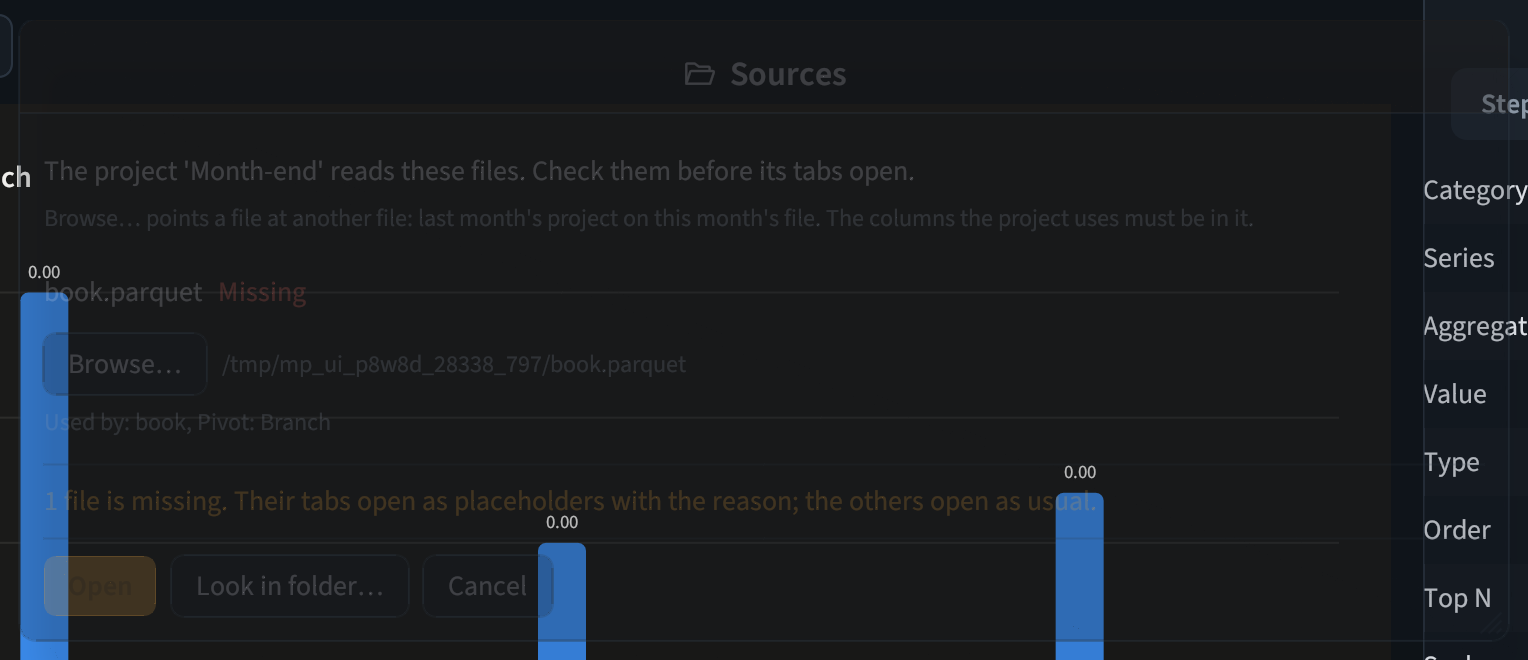 Sources
Step
The project 'Month-end' reads these files. Check them before its tabs open.
ch
Category
Browse… points a file at another file: last month's project on this month's file. The columns the project uses must be in it.
Series
0.00
book.parquet Missing
Aggregat
Browse… /tmp/mp_ui_p8w8d_28338_797/book.parquet
Value
Used by: book, Pivot: Branch
Type
0.00
1 file is missing. Their tabs open as placeholders with the reason; the others open as usual.
0.00
Order
Open Look in folder… Cancel
Top N